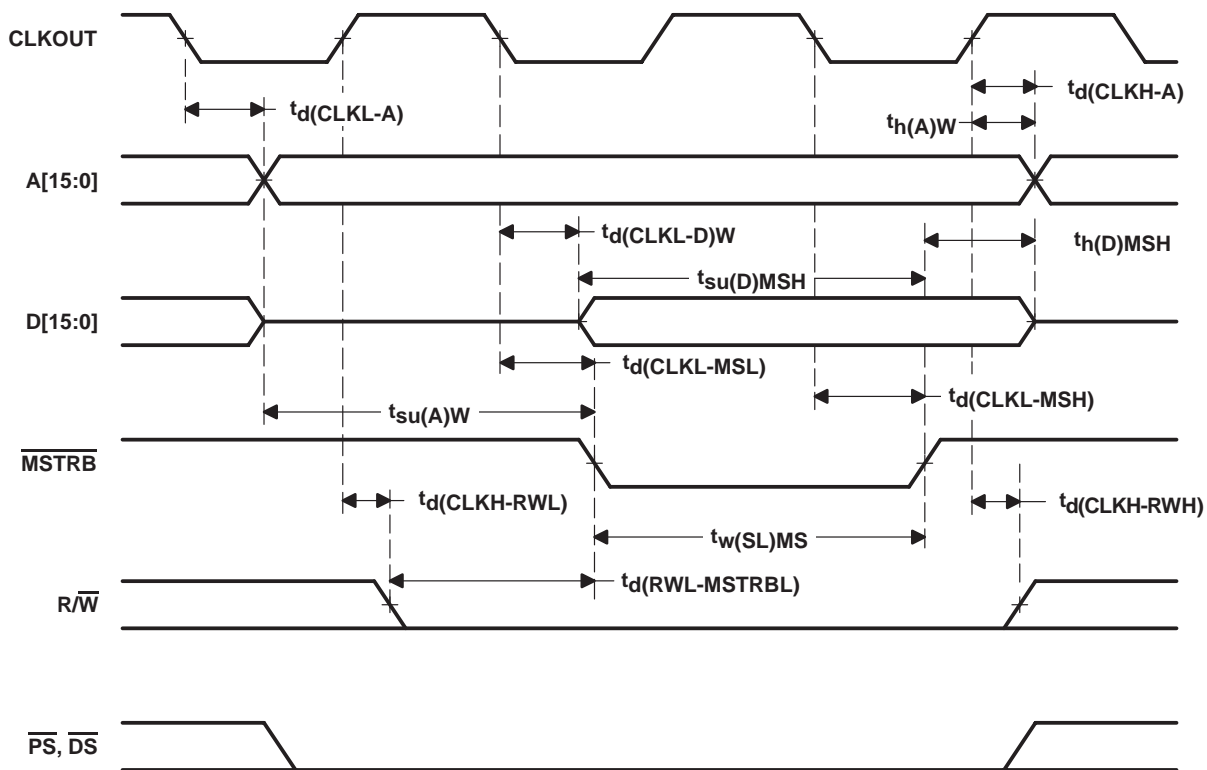 CLKOUT
td(CLKL-A)
td(CLKH-A)
th(A)W
A[15:0]
td(CLKL-D)W
th(D)MSH
tsu(D)MSH
D[15:0]
td(CLKL-MSL)
td(CLKL-MSH)
tsu(A)W
MSTRB
td(CLKH-RWL)
td(CLKH-RWH)
tw(SL)MS
td(RWL-MSTRBL)
R/W
PS, DS